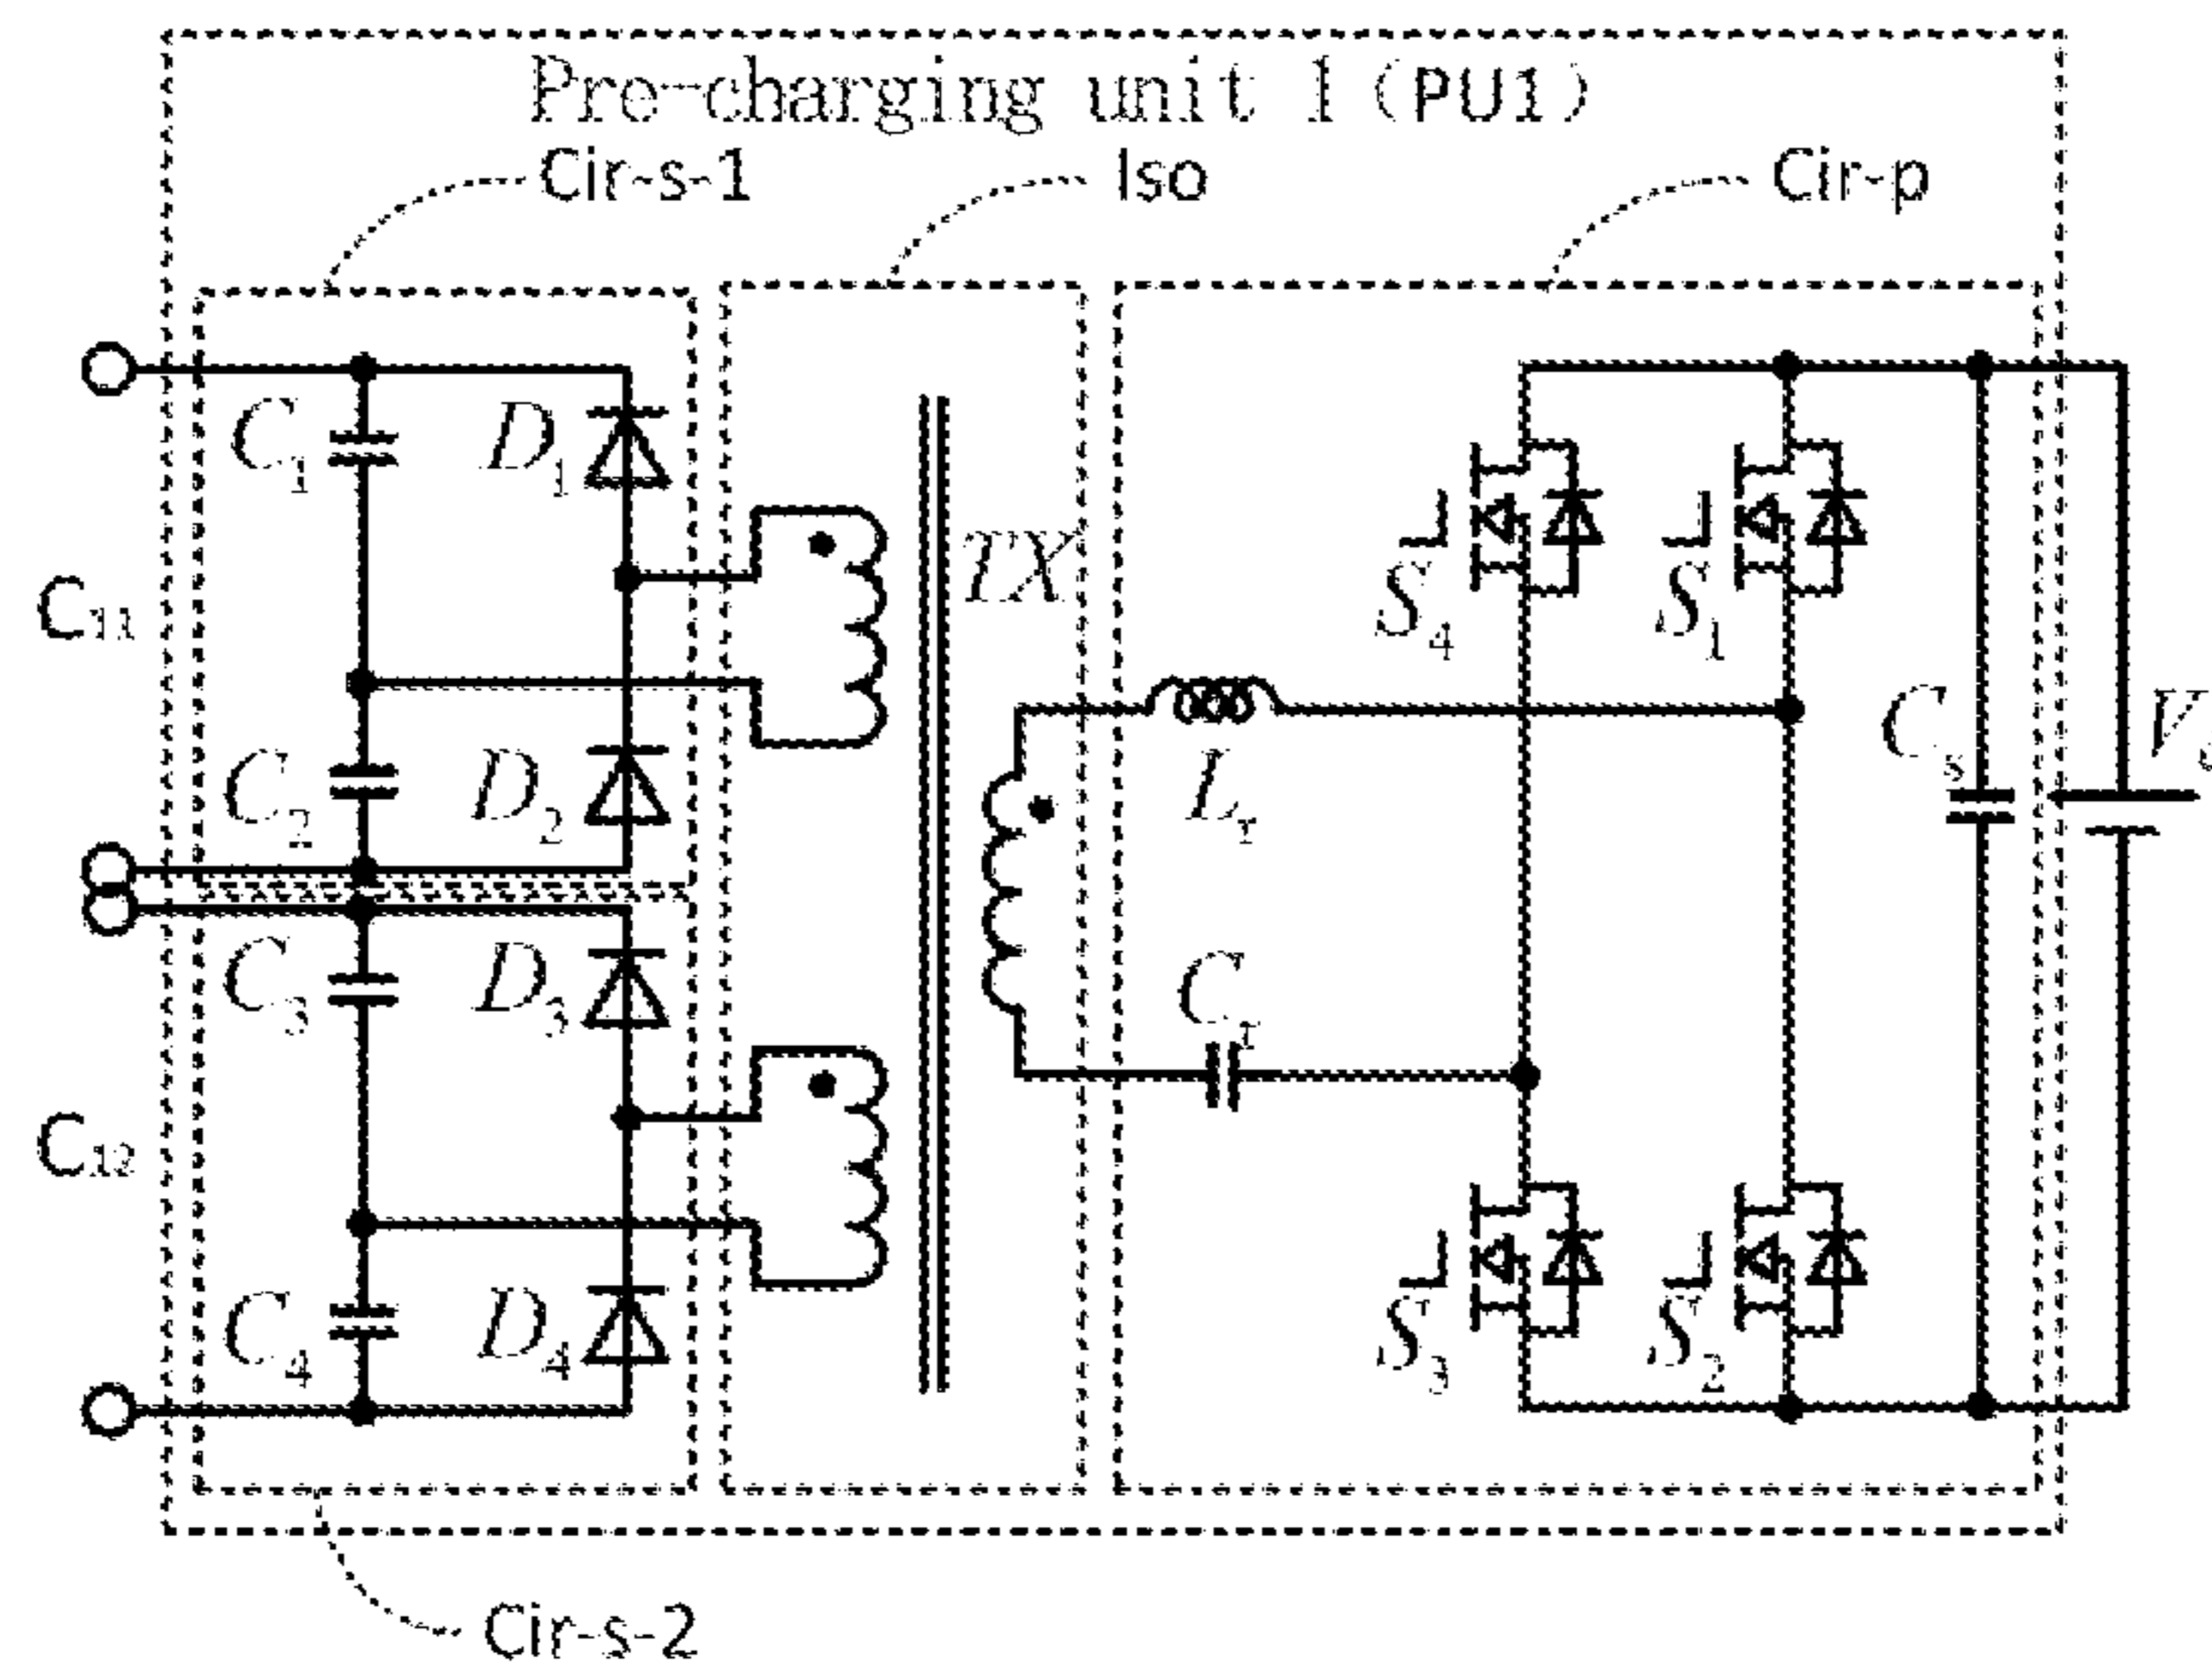 Pre-charging unit 1 (PU1)
Cir-s-1
Iso
Cir-p
C1
D1
TX
S4
S1
C11
Cs
C2
D2
Lr
C3
D3
Cr
C12
C4
D4
S3
S2
Cir-s-2